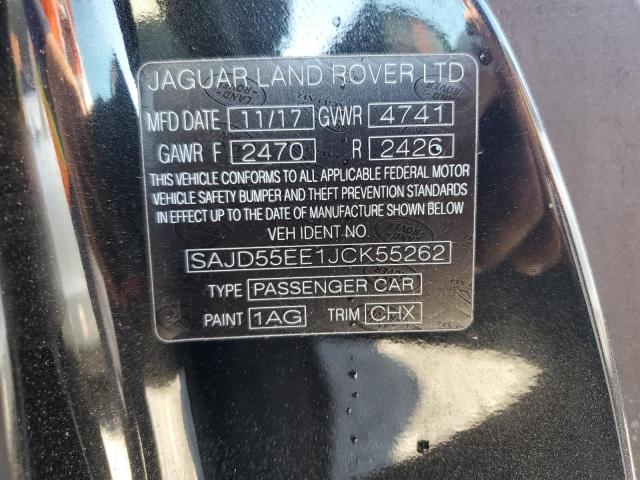 JAGUAR LAND ROVER LTD
MFD DATE 11/17 GVWR 4741
GAWR F 2470 R 2426
THIS VEHICLE CONFORMS TO ALL APPLICABLE FEDERAL MOTOR
VEHICLE SAFETY BUMPER AND THEFT PREVENTION STANDARDS
IN EFFECT UP TO THE DATE OF MANUFACTURE SHOWN BELOW
VEH IDENT NO.
SAJD55EE1JCK55262
TYPE PASSENGER CAR
PAINT 1AG TRIM CHX